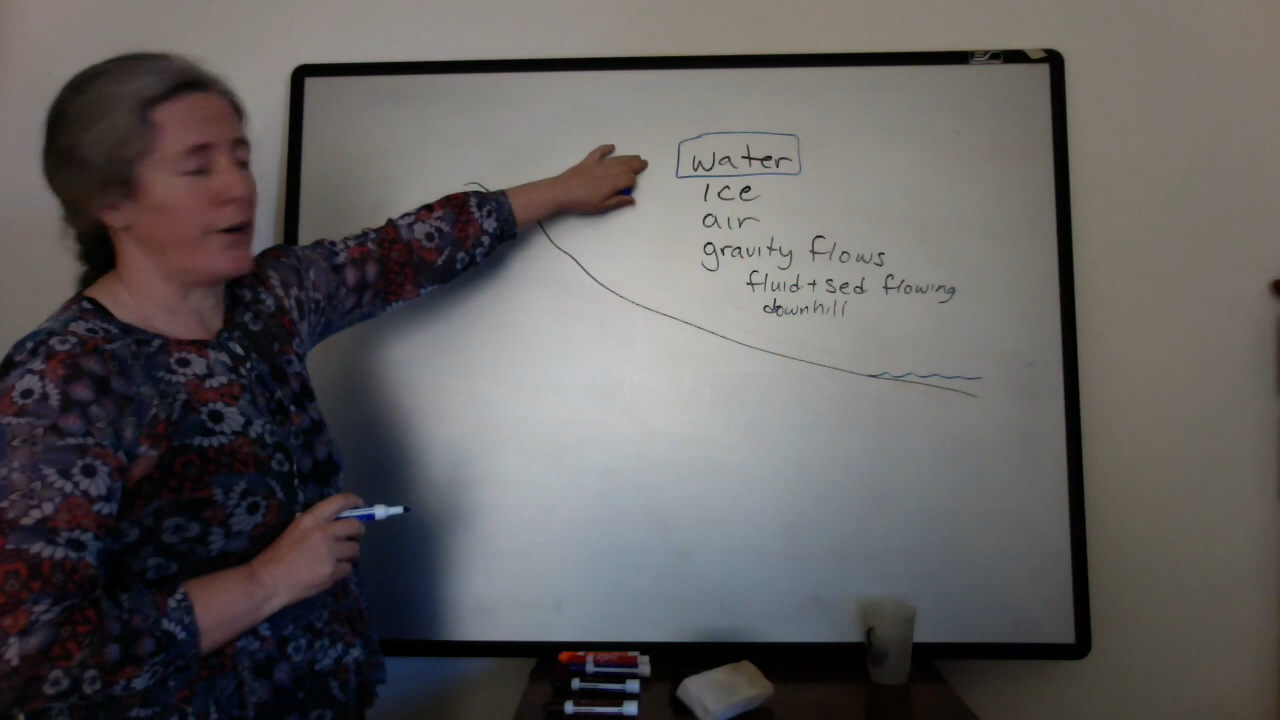 water
Ice
air
gravity flows
fluid + sed flowing
downhill